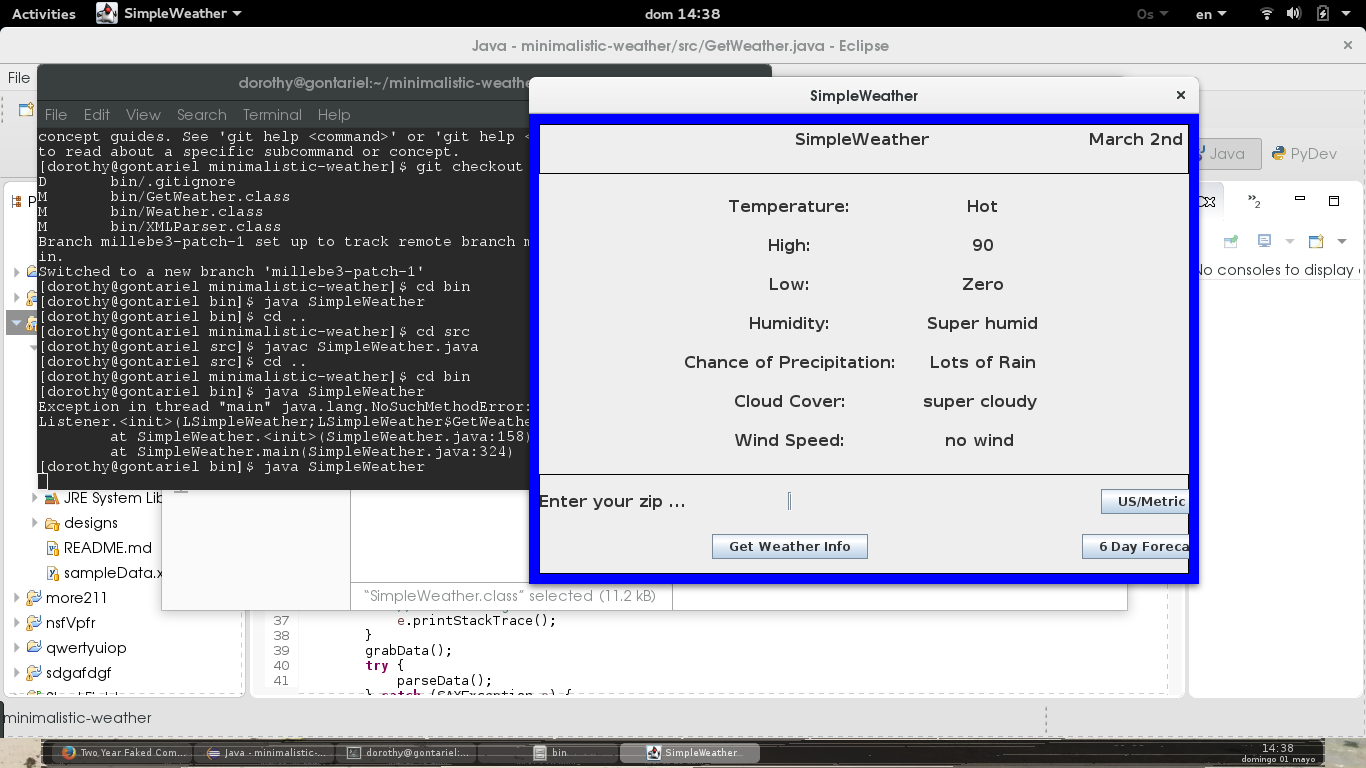 Activities SimpleWeather dom 14:38 0s en
Java - minimalistic-weather/src/GetWeather.java - Eclipse
File
dorothy@gontariel:~/minimalistic-weathe
File Edit View Search Terminal Help
concept guides. See 'git help <command>' or 'git help <
to read about a specific subcommand or concept.
[dorothy@gontariel minimalistic-weather]$ git checkout
D bin/.gitignore
M bin/GetWeather.class
M bin/Weather.class
M bin/XMLParser.class
Branch millebe3-patch-1 set up to track remote branch m
in.
Switched to a new branch 'millebe3-patch-1'
[dorothy@gontariel minimalistic-weather]$ cd bin
[dorothy@gontariel bin]$ java SimpleWeather
[dorothy@gontariel bin]$ cd ..
[dorothy@gontariel minimalistic-weather]$ cd src
[dorothy@gontariel src]$ javac SimpleWeather.java
[dorothy@gontariel src]$ cd ..
[dorothy@gontariel minimalistic-weather]$ cd bin
[dorothy@gontariel bin]$ java SimpleWeather
Exception in thread "main" java.lang.NoSuchMethodError:
Listener.<init>(LSimpleWeather;LSimpleWeather$GetWeathe
at SimpleWeather.<init>(SimpleWeather.java:158)
at SimpleWeather.main(SimpleWeather.java:324)
[dorothy@gontariel bin]$ java SimpleWeather
SimpleWeather
SimpleWeather March 2nd
Temperature: Hot
High: 90
Low: Zero
Humidity: Super humid
Chance of Precipitation: Lots of Rain
Cloud Cover: super cloudy
Wind Speed: no wind
Enter your zip ... US/Metric
Get Weather Info 6 Day Foreca
Java PyDev
2
No consoles to display
P
JRE System Lib
designs
README.md
sampleData.x
more211
nsfVpfr
qwertyuiop
sdgafdgf
"SimpleWeather.class" selected (11.2 kB)
37 e.printStackTrace();
38 }
39 grabData();
40 try {
41 parseData();
} catch (SAXException e) {
minimalistic-weather
Two Year Faked Com... Java - minimalistic-... dorothy@gontariel:... bin SimpleWeather
14:38
domingo 01 mayo